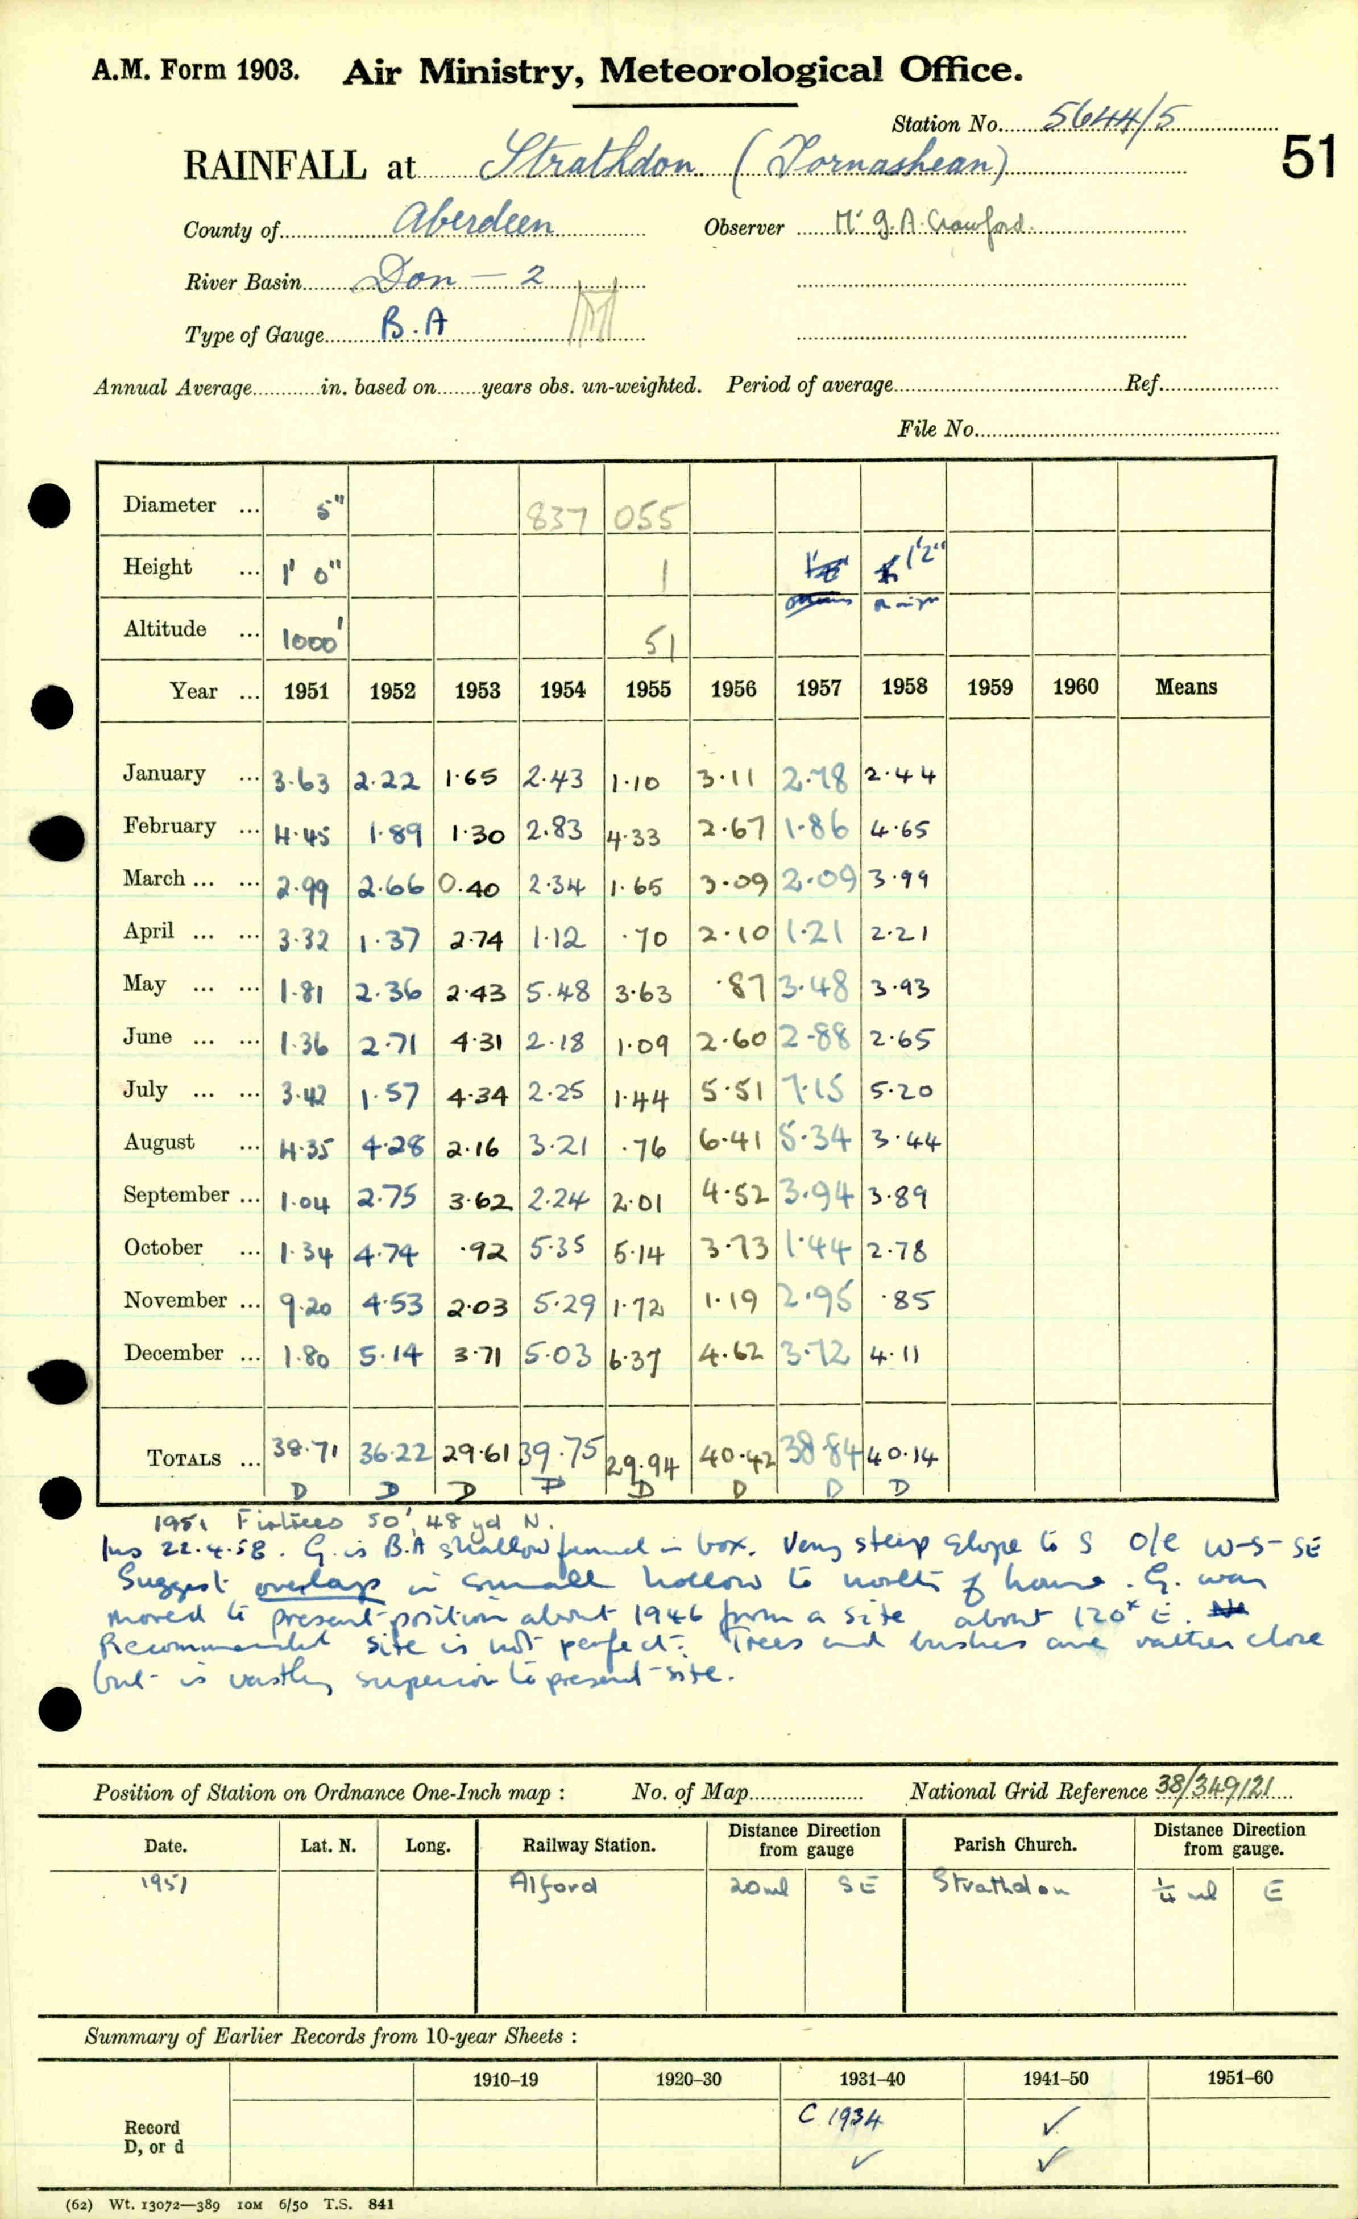 A.M. Form 1903. Air Ministry, Meteorological Office.
Station No. 5644/5
51
RAINFALL at Strathdon (Tornashean)
County of Aberdeen Observer Mr G.A. Crawford.
River Basin Don — 2
Type of Gauge B.A M
Annual Average in. based on years obs. un-weighted. Period of average Ref.
File No.
Diameter ... 5" 837 055
Height ... 1' 0" 1 1'2"
Altitude ... 1000' 51
Year ... 1951 1952 1953 1954 1955 1956 1957 1958 1959 1960 Means
January ... 3.63 2.22 1.65 2.43 1.10 3.11 2.78 2.44
February ... 4.45 1.89 1.30 2.83 4.33 2.67 1.86 4.65
March ... ... 2.99 2.66 0.40 2.34 1.65 3.09 2.09 3.99
April ... ... 3.32 1.37 2.74 1.12 .70 2.10 1.21 2.21
May ... ... 1.81 2.36 2.43 5.48 3.63 .87 3.48 3.93
June ... ... 1.36 2.71 4.31 2.18 1.09 2.60 2.88 2.65
July ... ... 3.42 1.57 4.34 2.25 1.44 5.51 7.15 5.20
August ... 4.35 4.28 2.16 3.21 .76 6.41 5.34 3.44
September ... 1.04 2.75 3.62 2.24 2.01 4.52 3.94 3.89
October ... 1.34 4.74 .92 5.35 5.14 3.73 1.44 2.78
November ... 9.20 4.53 2.03 5.29 1.72 1.19 2.95 .85
December ... 1.80 5.14 3.71 5.03 6.37 4.62 3.72 4.11
TOTALS ... 38.71 36.22 29.61 39.75 29.94 40.42 38.84 40.14
D D D D D D D D
1951 Firtrees 50', 48 yd N.
Ins 22.4.58. G. is B.A shallow funnel in box. Very steep slope to S O/E W-S-SE
Suggest overlap in small hollow to north of house. G. was
moved to present position about 1946 from a site about 120x E.
Recommended site is not perfect. Trees and bushes are rather close
but is vastly superior to present site.
Position of Station on Ordnance One-Inch map : No. of Map National Grid Reference 38/349121
Date. Lat. N. Long. Railway Station. Distance Direction from gauge Parish Church. Distance Direction from gauge.
1951 Alford 20ml SE Strathdon ¼ ml E
Summary of Earlier Records from 10-year Sheets :
1910–19 1920–30 1931–40 1941–50 1951–60
Record C 1934 ✓
D, or d ✓ ✓
(62) Wt. 13072—389 10M 6/50 T.S. 841